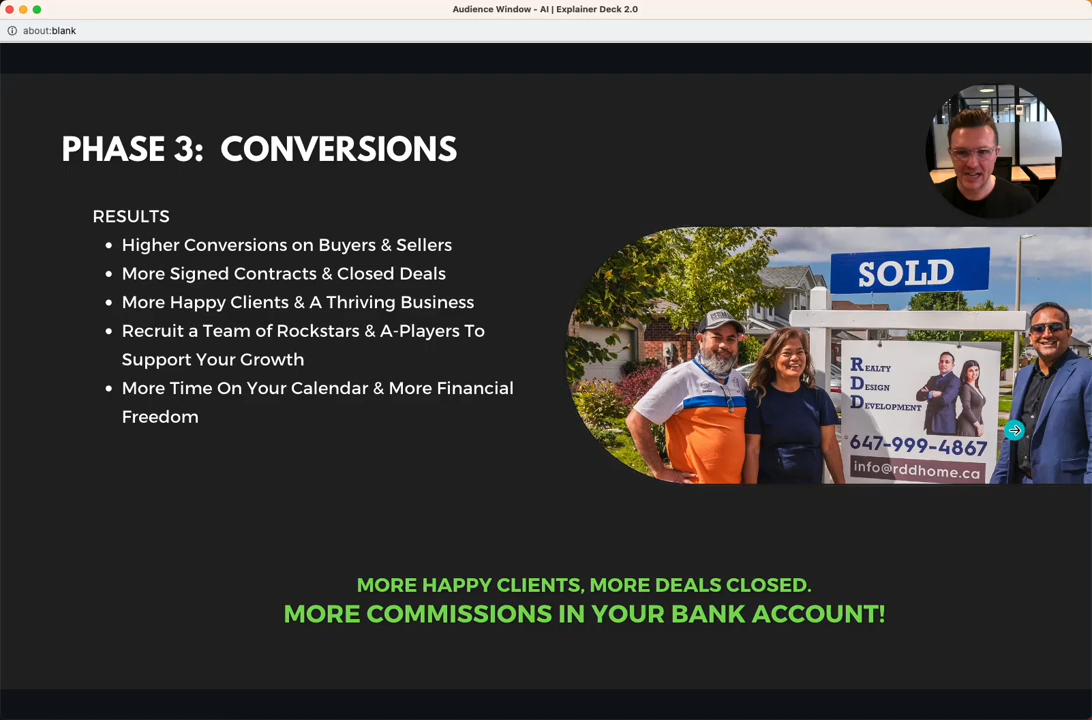 Audience Window - AI | Explainer Deck 2.0
about:blank
PHASE 3: CONVERSIONS
RESULTS
• Higher Conversions on Buyers & Sellers
• More Signed Contracts & Closed Deals
• More Happy Clients & A Thriving Business
• Recruit a Team of Rockstars & A-Players To
Support Your Growth
• More Time On Your Calendar & More Financial
Freedom
SOLD
REALTY
DESIGN
DEVELOPMENT
647-999-4867
info@rddhome.ca
MORE HAPPY CLIENTS, MORE DEALS CLOSED.
MORE COMMISSIONS IN YOUR BANK ACCOUNT!